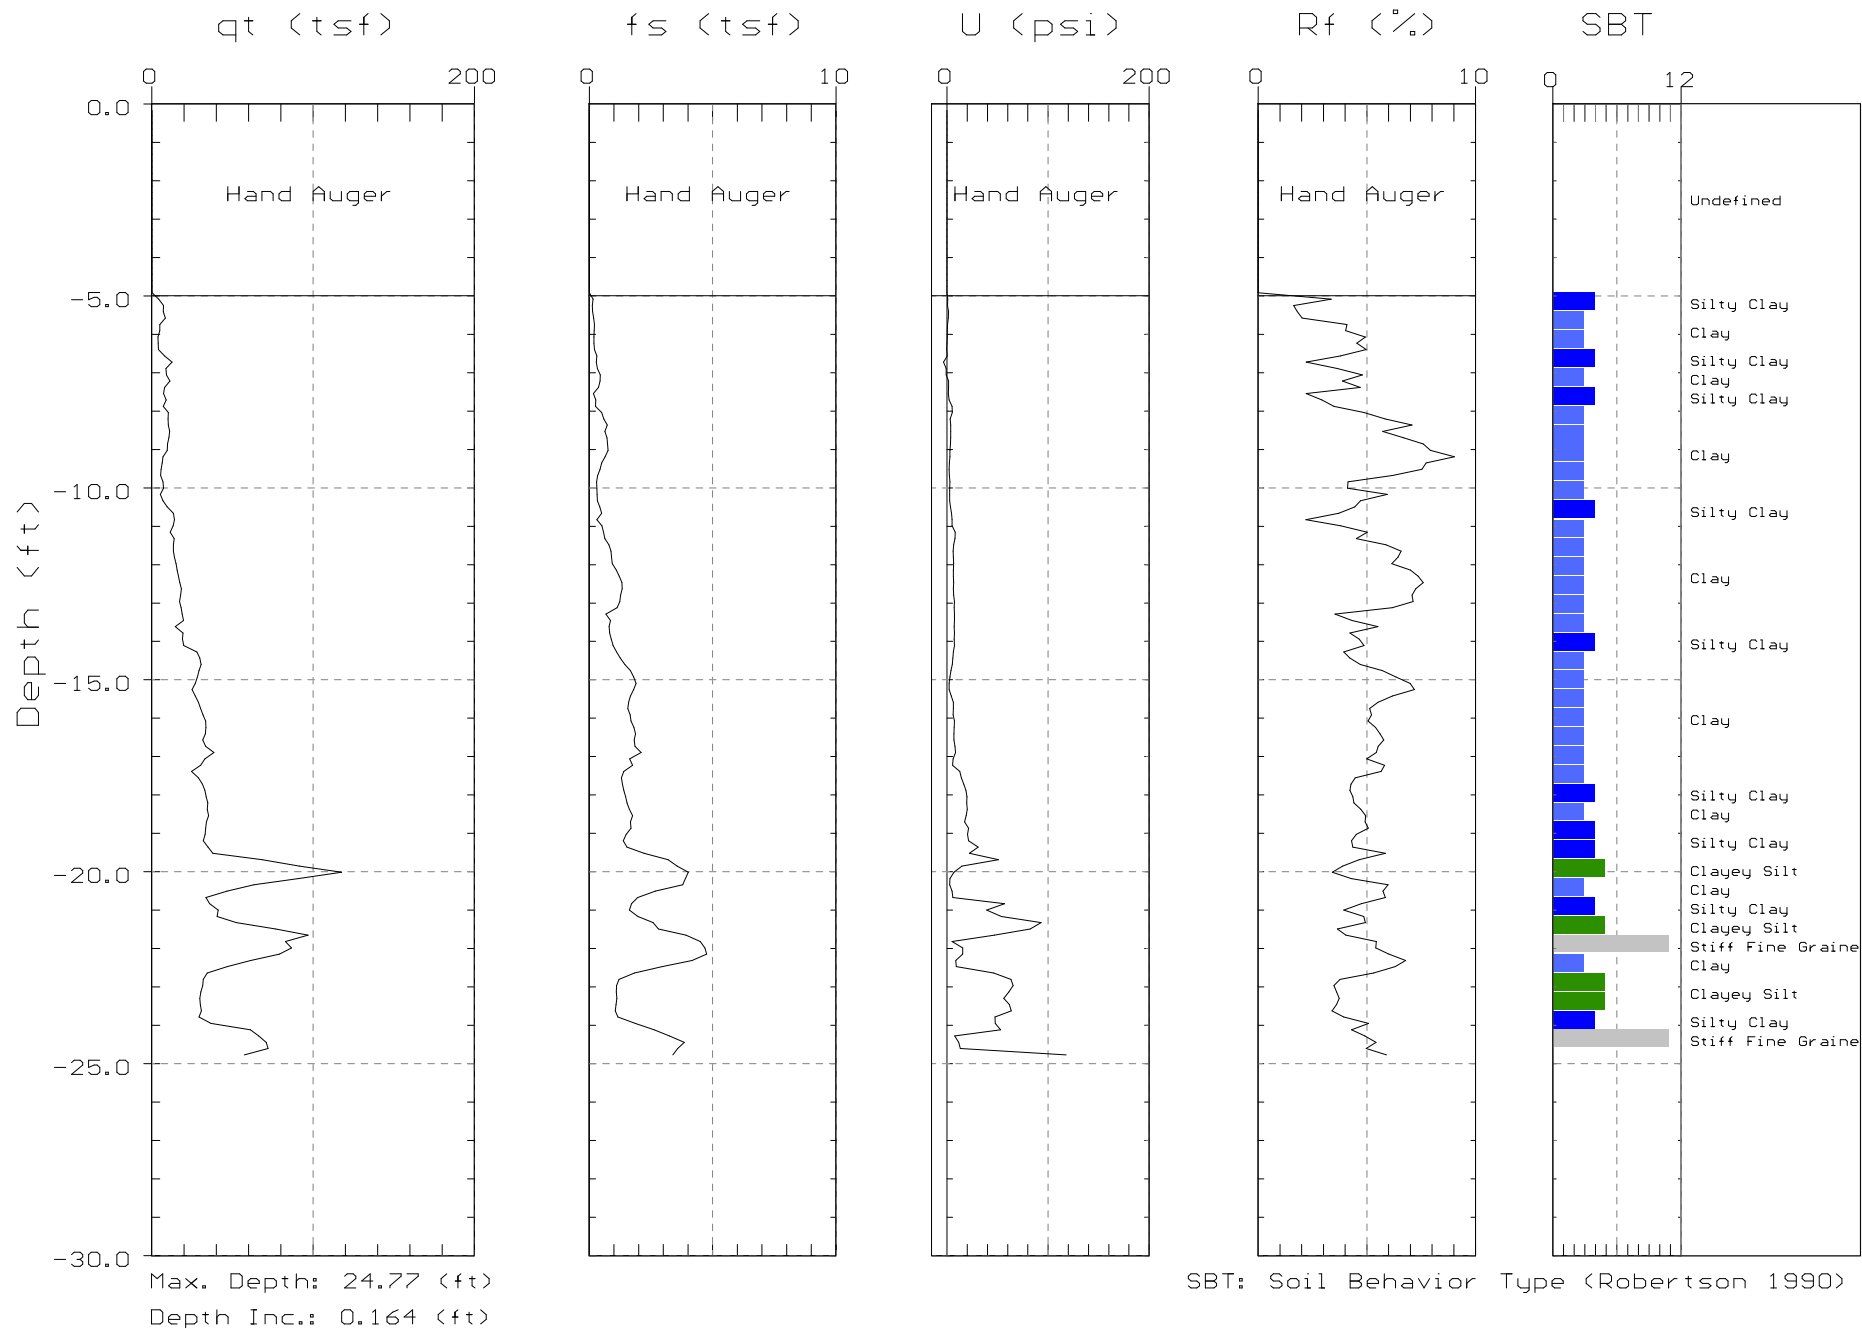 qt (tsf) fs (tsf) U (psi) Rf (%) SBT
0 200 0 10 0 200 0 10 0 12
0.0
Hand Auger Hand Auger Hand Auger Hand Auger
Undefined
-5.0
Silty Clay
Clay
Silty Clay
Clay
Silty Clay
Clay
-10.0
Silty Clay
Depth (ft)
Clay
Silty Clay
-15.0
Clay
Silty Clay
Clay
Silty Clay
-20.0
Clayey Silt
Clay
Silty Clay
Clayey Silt
Stiff Fine Graine
Clay
Clayey Silt
Silty Clay
Stiff Fine Graine
-25.0
-30.0
Max. Depth: 24.77 (ft)
SBT: Soil Behavior Type (Robertson 1990)
Depth Inc.: 0.164 (ft)